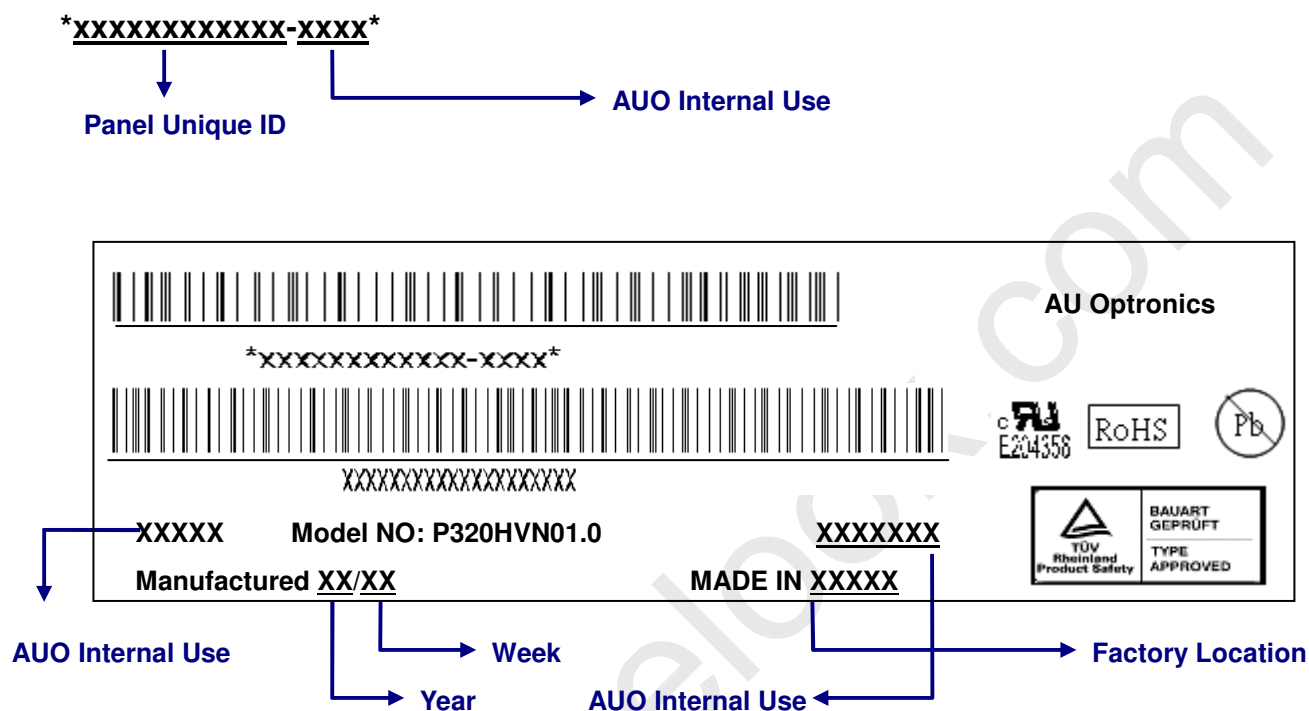 *xxxxxxxxxxxx-xxxx*
AUO Internal Use
Panel Unique ID
AU Optronics
*xxxxxxxxxxxx-xxxx*
c
E204356
RoHS
Pb
XXXXXXXXXXXXXXXXXXXX
XXXXX Model NO: P320HVN01.0 XXXXXXX
Manufactured XX/XX MADE IN XXXXX
TÜV
Rheinland
Product Safety
BAUART
GEPRÜFT
TYPE
APPROVED
AUO Internal Use
Week
Factory Location
Year
AUO Internal Use